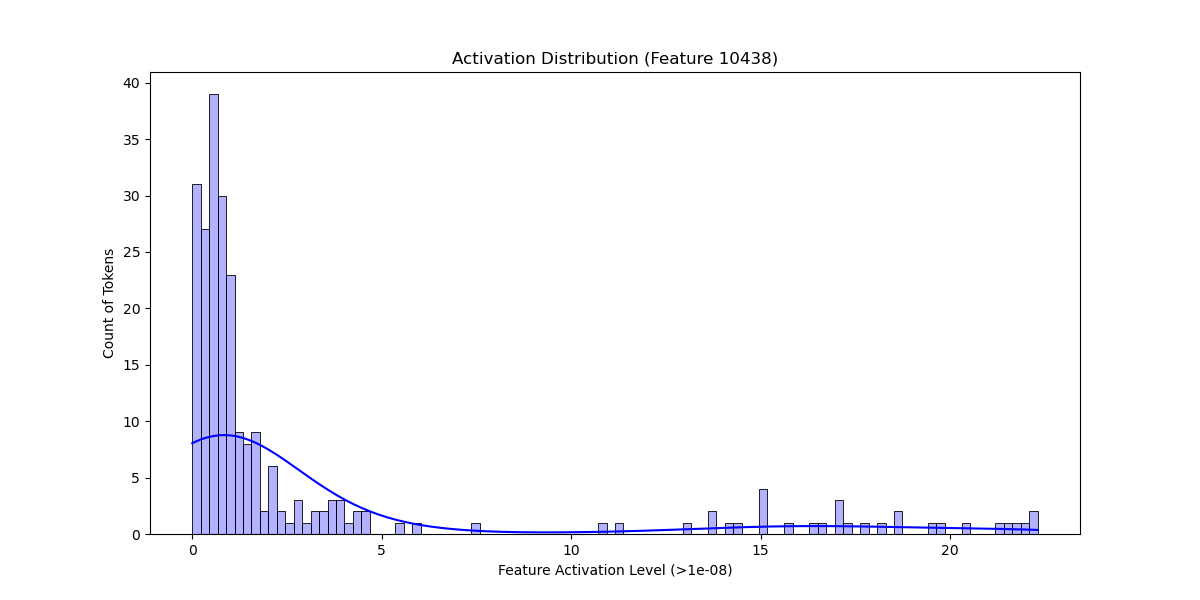 Activation Distribution (Feature 10438)
40
35
30
25
20
15
10
5
0
Count of Tokens
0 5 10 15 20
Feature Activation Level (>1e-08)